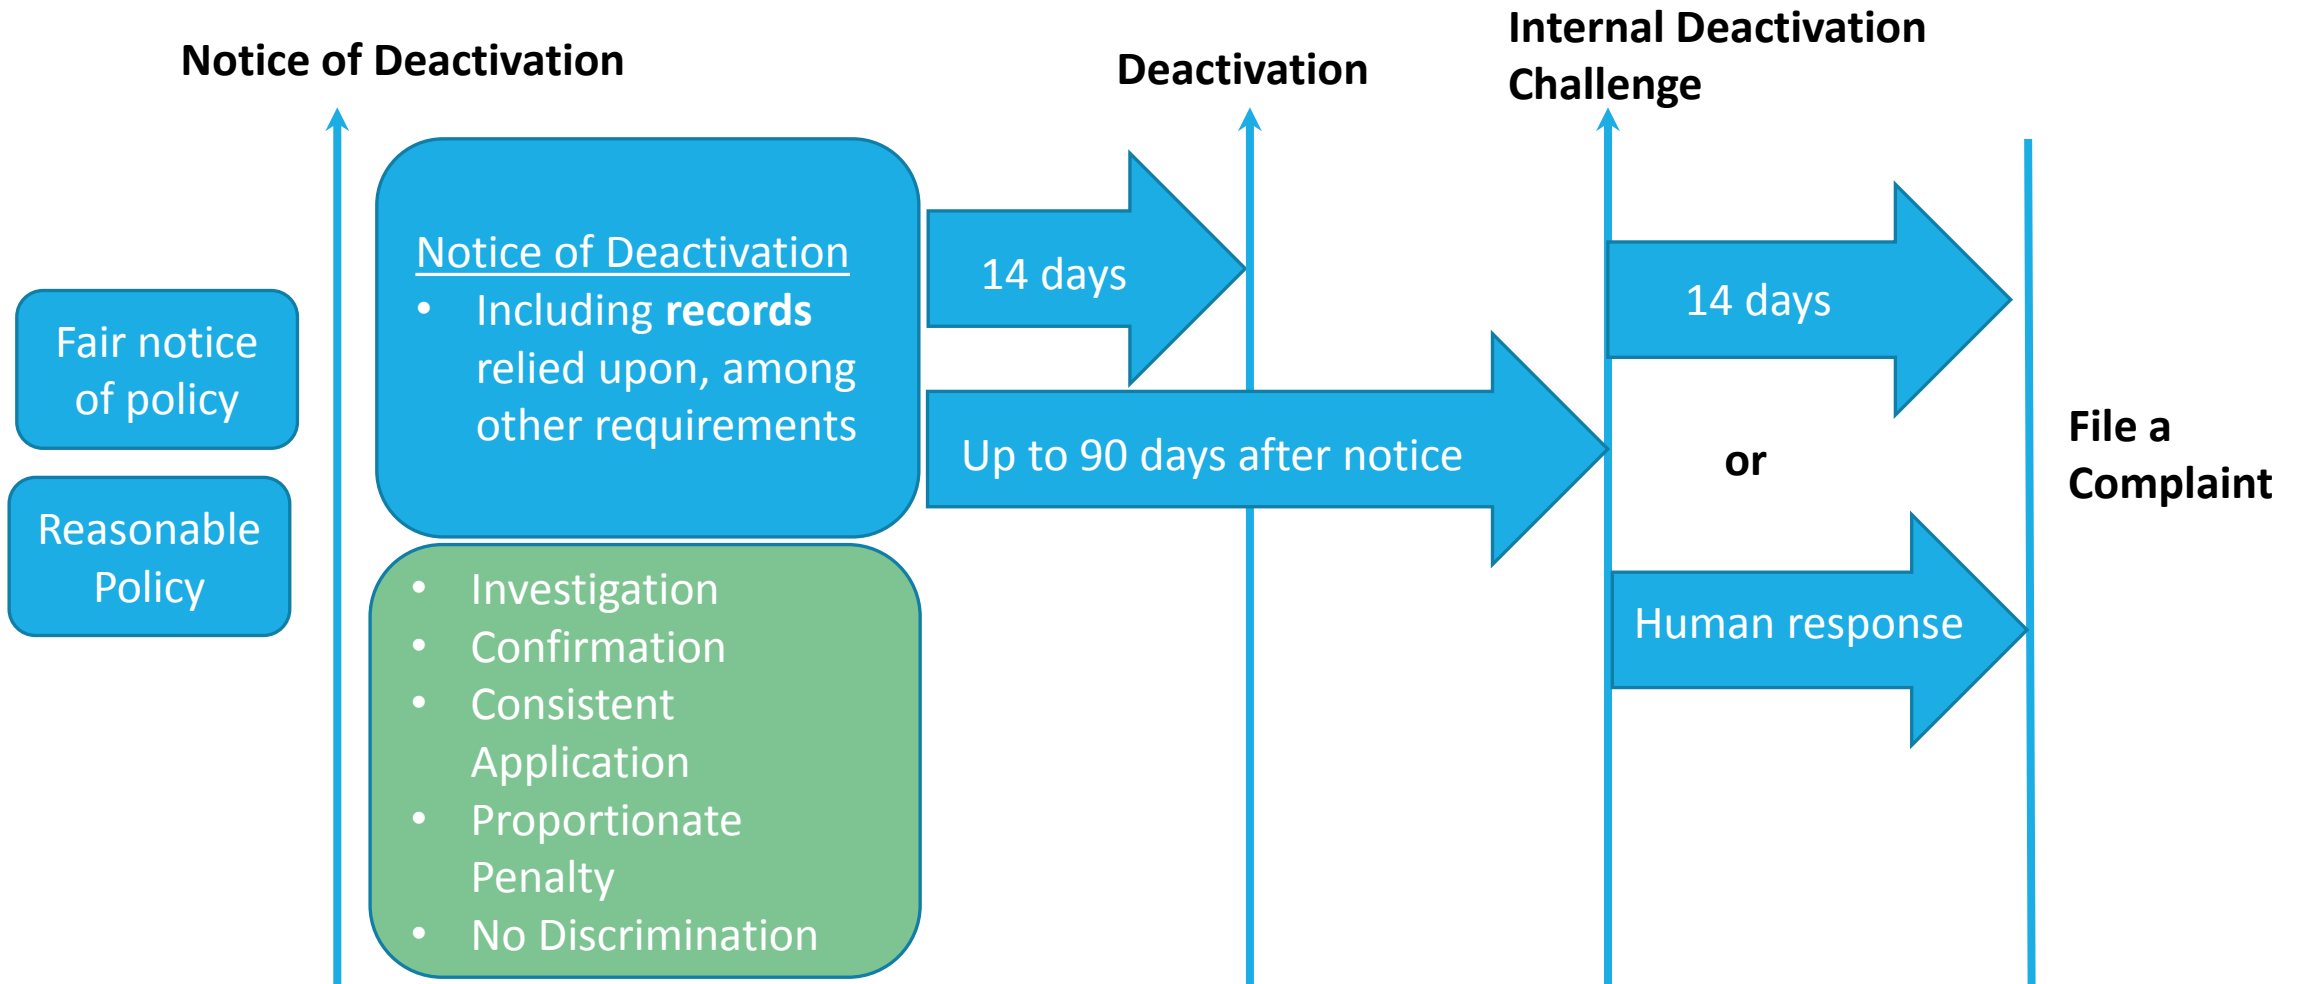 Notice of Deactivation
Deactivation
Internal Deactivation
Challenge
Fair notice
of policy
Reasonable
Policy
Notice of Deactivation
• Including records
relied upon, among
other requirements
• Investigation
• Confirmation
• Consistent
Application
• Proportionate
Penalty
• No Discrimination
14 days
Up to 90 days after notice
14 days
or
Human response
File a
Complaint